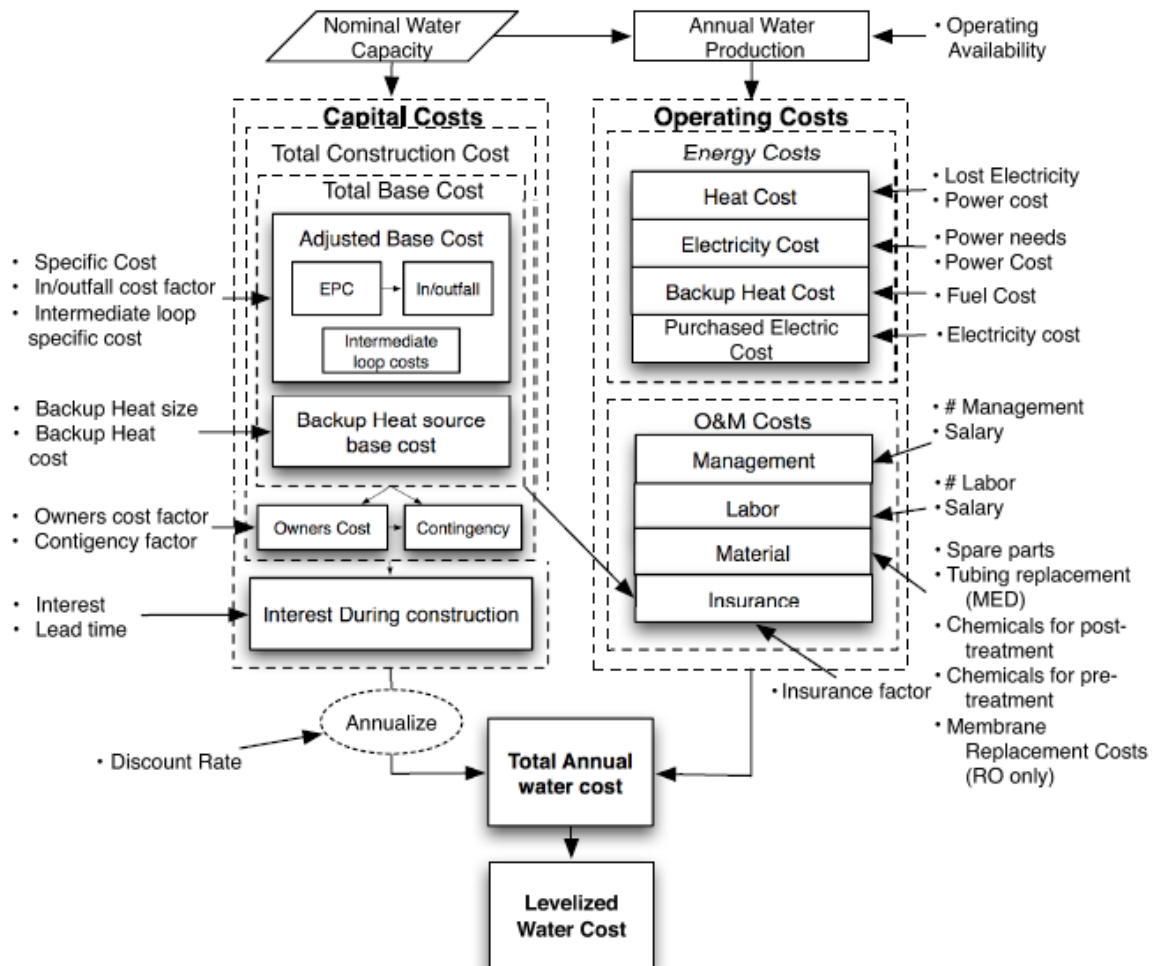 Nominal Water
Capacity
Annual Water
Production
• Operating
Availability
Capital Costs
Total Construction Cost
Total Base Cost
Adjusted Base Cost
EPC
In/outfall
Intermediate
loop costs
• Specific Cost
• In/outfall cost factor
• Intermediate loop
specific cost
Backup Heat source
base cost
• Backup Heat size
• Backup Heat
cost
Owners Cost
Contingency
• Owners cost factor
• Contigency factor
Interest During construction
• Interest
• Lead time
Operating Costs
Energy Costs
Heat Cost
• Lost Electricity
• Power cost
Electricity Cost
• Power needs
• Power Cost
Backup Heat Cost
• Fuel Cost
Purchased Electric
Cost
• Electricity cost
O&M Costs
Management
• # Management
• Salary
Labor
• # Labor
• Salary
Material
• Spare parts
• Tubing replacement
(MED)
• Chemicals for post-
treatment
• Chemicals for pre-
treatment
• Membrane
Replacement Costs
(RO only)
Insurance
• Insurance factor
Annualize
• Discount Rate
Total Annual
water cost
Levelized
Water Cost